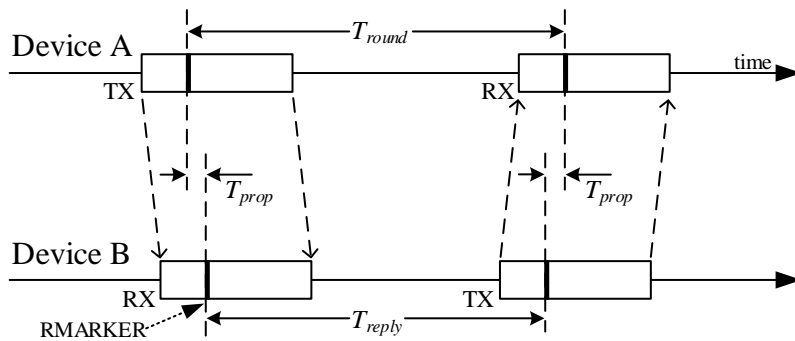 T_round
Device A
time
TX
RX
T_prop
T_prop
Device B
RX
TX
RMARKER
T_reply